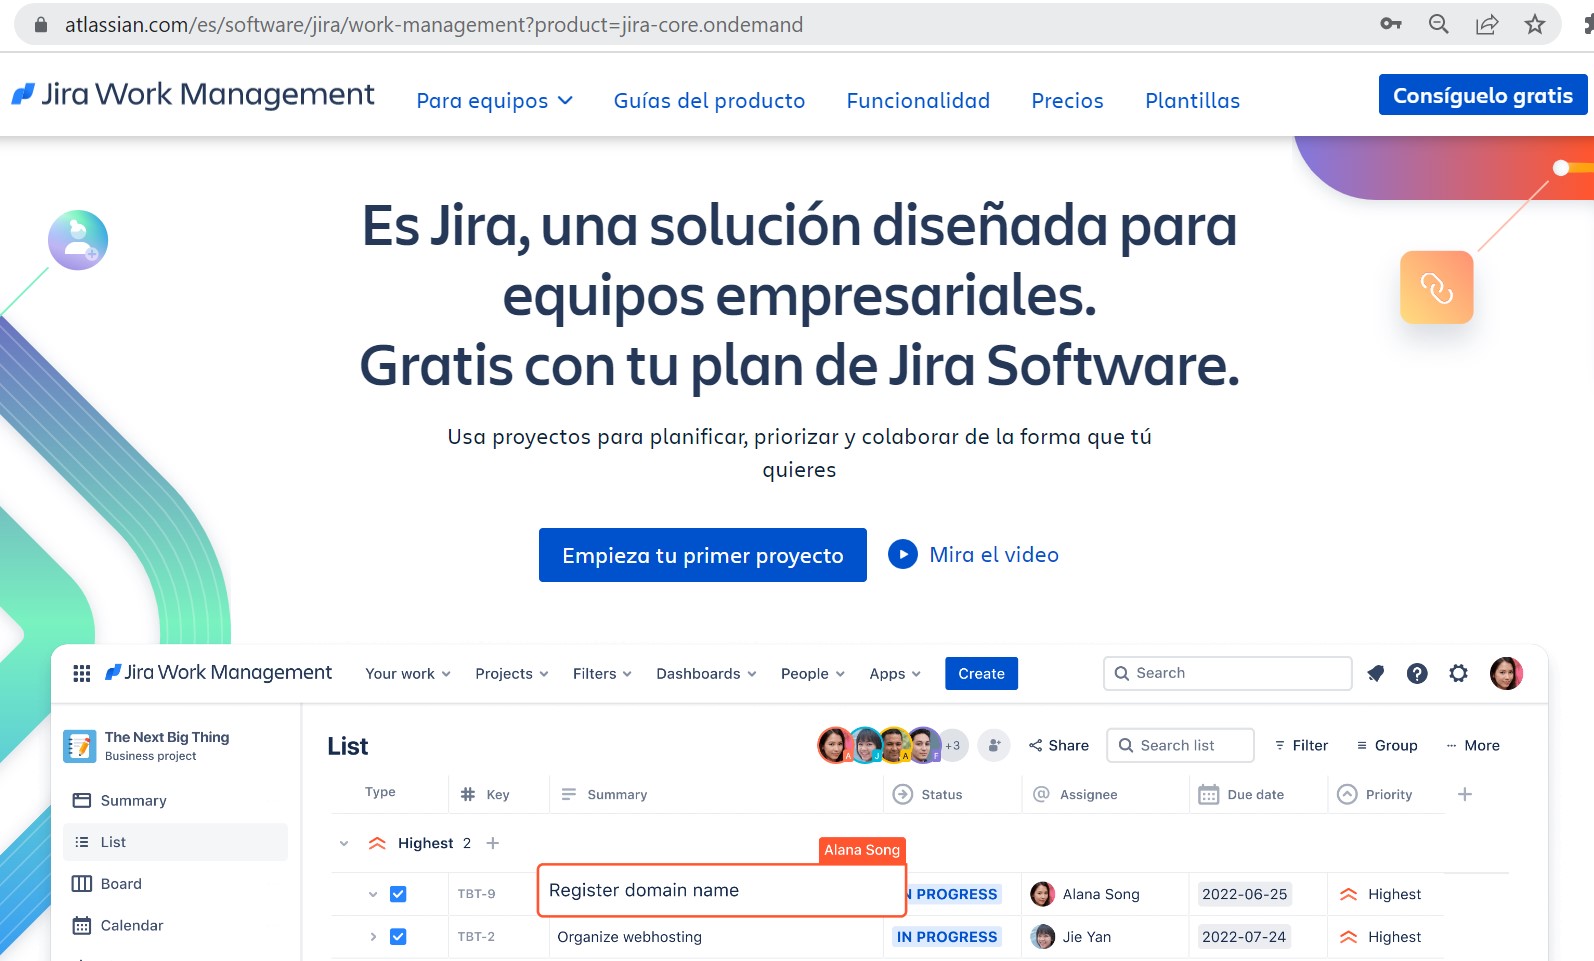 atlassian.com/es/software/jira/work-management?product=jira-core.ondemand
Jira Work Management
Para equipos
Guías del producto
Funcionalidad
Precios
Plantillas
Consíguelo gratis
Es Jira, una solución diseñada para
equipos empresariales.
Gratis con tu plan de Jira Software.
Usa proyectos para planificar, priorizar y colaborar de la forma que tú
quieres
Empieza tu primer proyecto
Mira el video
Jira Work Management
Your work
Projects
Filters
Dashboards
People
Apps
Create
Search
The Next Big Thing
Business project
Summary
List
Board
Calendar
List
A
J
A
F
+3
Share
Search list
Filter
Group
More
Type
Key
Summary
Status
Assignee
Due date
Priority
Highest 2
Alana Song
TBT-9
Register domain name
PROGRESS
Alana Song
2022-06-25
Highest
TBT-2
Organize webhosting
IN PROGRESS
Jie Yan
2022-07-24
Highest